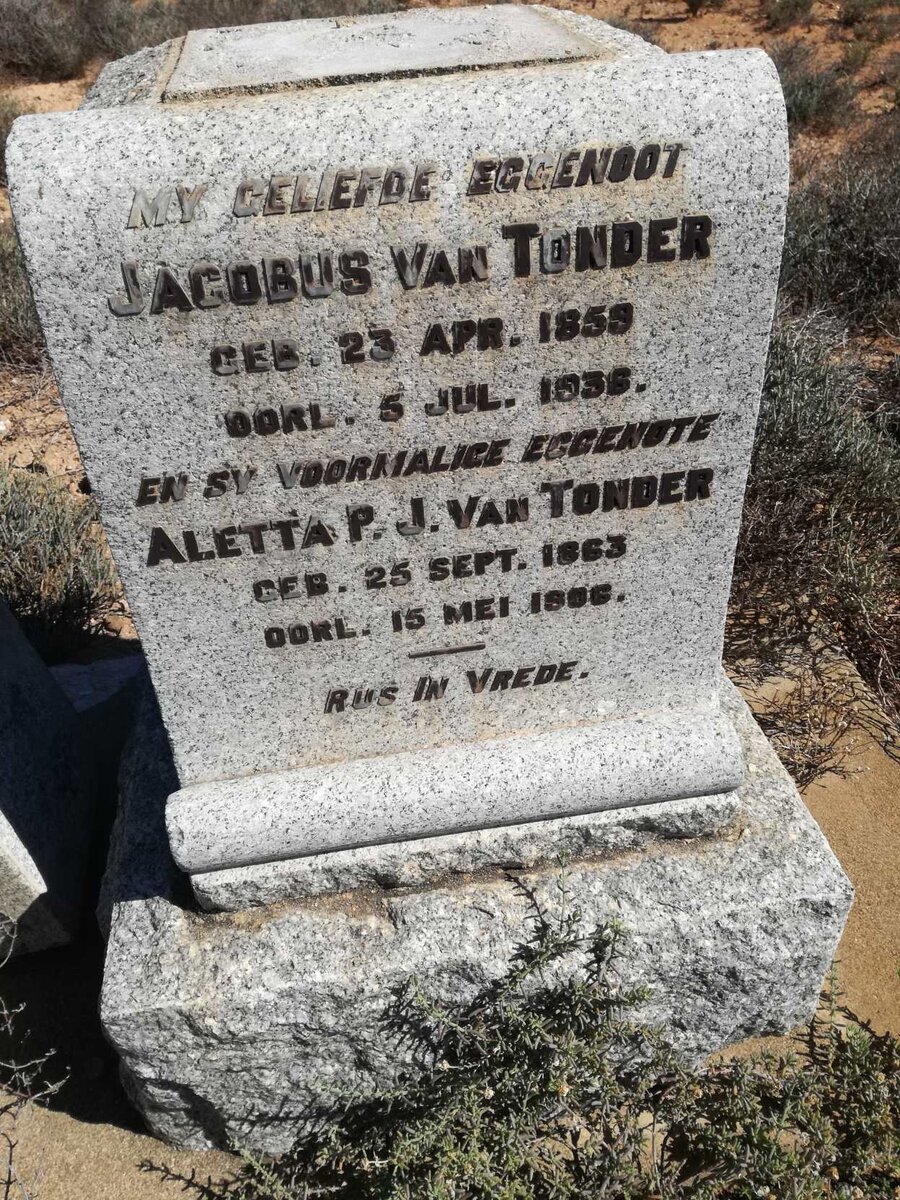 MY GELIEFDE EGGENOOT
JACOBUS VAN TONDER
GEB. 23 APR. 1859
OORL. 5 JUL. 1936.
EN SY VOORMALIGE EGGENOTE
ALETTA P. J. VAN TONDER
GEB. 25 SEPT. 1863
OORL. 15 MEI 1906.
RUS IN VREDE.